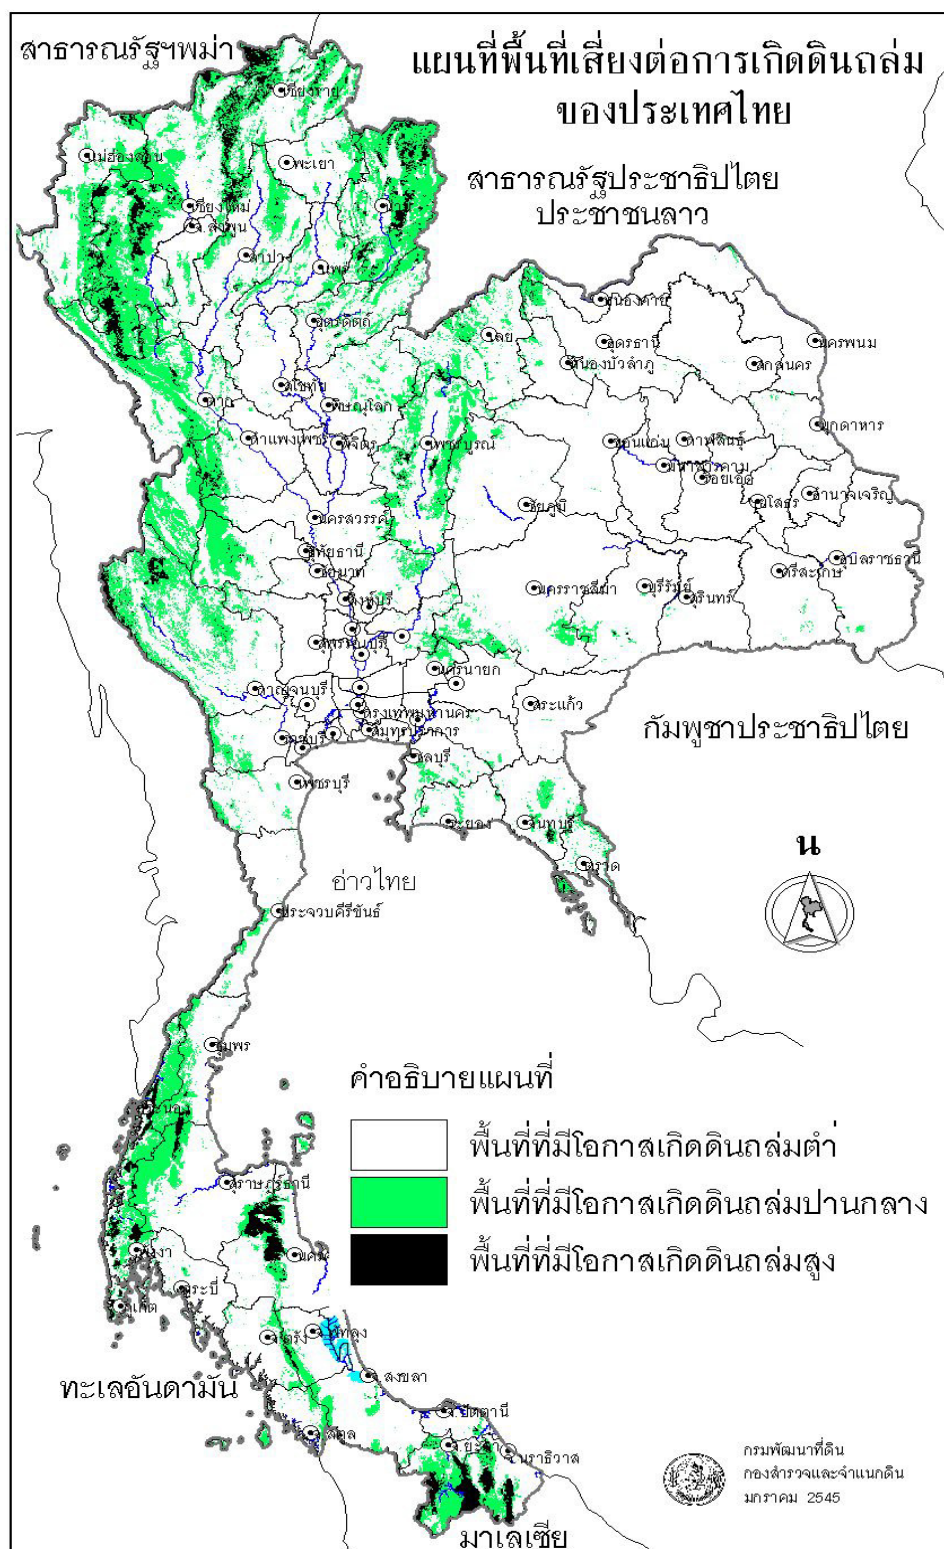 สาธารณรัฐฯพม่า
แผนที่พื้นที่เสี่ยงต่อการเกิดดินถล่ม
ของประเทศไทย
เชียงราย
แม่ฮ่องสอน
พะเยา
สาธารณรัฐประชาธิปไตย
ประชาชนลาว
เชียงใหม่
น่าน
จ.ลำพูน
ลำปาง
แพร่
หนองคาย
อุตรดิตถ์
เลย
อุดรธานี
นครพนม
หนองบัวลำภู
สกลนคร
สุโขทัย
ตาก
พิษณุโลก
มุกดาหาร
กำแพงเพชร
พิจิตร
เพชรบูรณ์
ขอนแก่น
กาฬสินธุ์
มหาสารคาม
ร้อยเอ็ด
ชัยภูมิ
ยโสธร
อำนาจเจริญ
นครสวรรค์
อุทัยธานี
ชัยนาท
อุบลราชธานี
ศรีสะเกษ
สิงห์บุรี
นครราชสีมา
บุรีรัมย์
สุรินทร์
สุพรรณบุรี
นครนายก
กาญจนบุรี
สระแก้ว
กรุงเทพมหานคร
สมุทรปราการ
กัมพูชาประชาธิปไตย
ราชบุรี
ชลบุรี
เพชรบุรี
ระยอง
จันทบุรี
น
ตราด
อ่าวไทย
ประจวบคีรีขันธ์
ชุมพร
คำอธิบายแผนที่
ระนอง
พื้นที่ที่มีโอกาสเกิดดินถล่มต่ำ
สุราษฎร์ธานี
พื้นที่ที่มีโอกาสเกิดดินถล่มปานกลาง
พังงา
นคร
พื้นที่ที่มีโอกาสเกิดดินถล่มสูง
กระบี่
ภูเก็ต
จ.ตรัง
จ.พัทลุง
ทะเลอันดามัน
จ.สงขลา
จ.ปัตตานี
จ.สตูล
จ.ยะลา
จ.นราธิวาส
กรมพัฒนาที่ดิน
กองสำรวจและจำแนกดิน
มกราคม 2545
มาเลเซีย